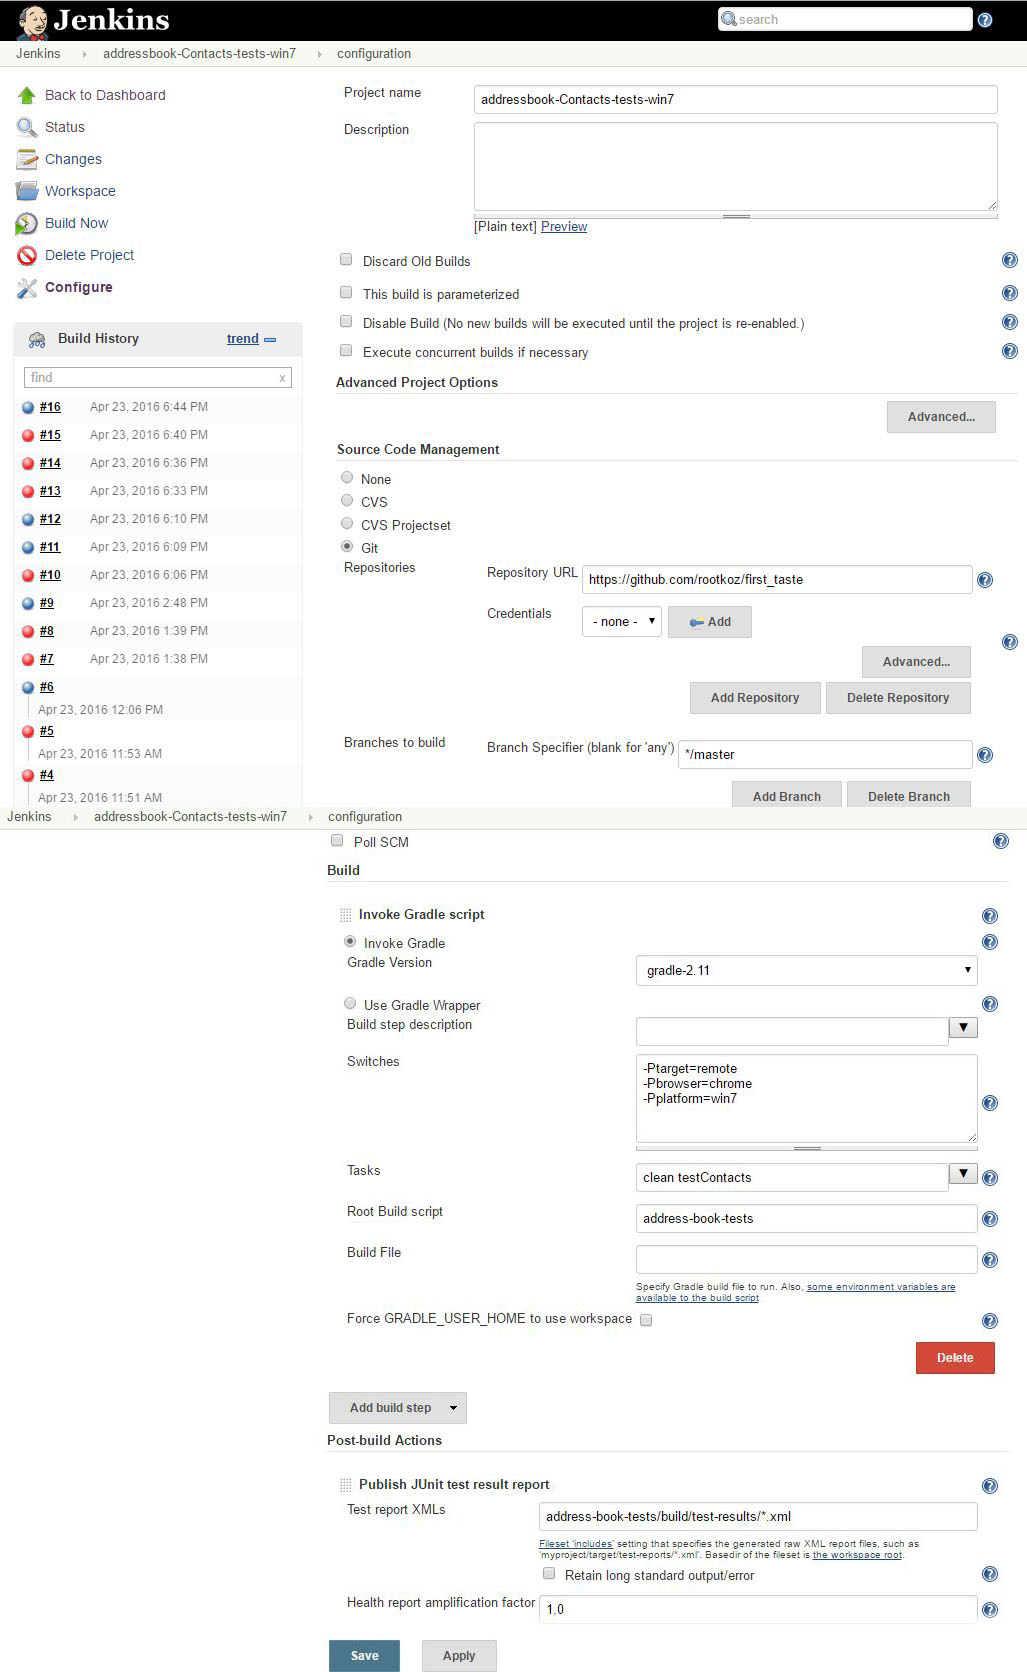 Jenkins
search
Jenkins addressbook-Contacts-tests-win7 configuration
Back to Dashboard
Status
Changes
Workspace
Build Now
Delete Project
Configure
Build History trend
find x
#16 Apr 23, 2016 6:44 PM
#15 Apr 23, 2016 6:40 PM
#14 Apr 23, 2016 6:36 PM
#13 Apr 23, 2016 6:33 PM
#12 Apr 23, 2016 6:10 PM
#11 Apr 23, 2016 6:09 PM
#10 Apr 23, 2016 6:06 PM
#9 Apr 23, 2016 2:48 PM
#8 Apr 23, 2016 1:39 PM
#7 Apr 23, 2016 1:38 PM
#6
Apr 23, 2016 12:06 PM
#5
Apr 23, 2016 11:53 AM
#4
Apr 23, 2016 11:51 AM
Project name addressbook-Contacts-tests-win7
Description
[Plain text] Preview
Discard Old Builds
This build is parameterized
Disable Build (No new builds will be executed until the project is re-enabled.)
Execute concurrent builds if necessary
Advanced Project Options
Advanced...
Source Code Management
None
CVS
CVS Projectset
Git
Repositories Repository URL https://github.com/rootkoz/first_taste
Credentials - none - Add
Advanced...
Add Repository Delete Repository
Branches to build Branch Specifier (blank for 'any') */master
Add Branch Delete Branch
Jenkins addressbook-Contacts-tests-win7 configuration
Poll SCM
Build
Invoke Gradle script
Invoke Gradle
Gradle Version gradle-2.11
Use Gradle Wrapper
Build step description
Switches -Ptarget=remote
-Pbrowser=chrome
-Pplatform=win7
Tasks clean testContacts
Root Build script address-book-tests
Build File
Specify Gradle build file to run. Also, some environment variables are
available to the build script
Force GRADLE_USER_HOME to use workspace
Delete
Add build step
Post-build Actions
Publish JUnit test result report
Test report XMLs address-book-tests/build/test-results/*.xml
Fileset 'includes' setting that specifies the generated raw XML report files, such as
'myproject/target/test-reports/*.xml'. Basedir of the fileset is the workspace root.
Retain long standard output/error
Health report amplification factor 1,0
Save Apply